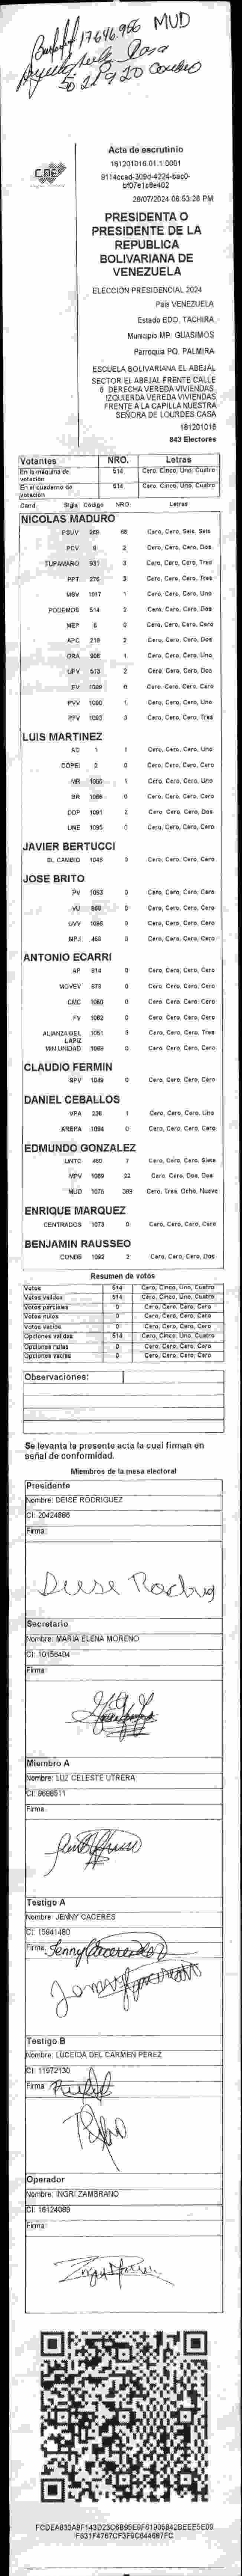 17.646.956 MUD
CNE
Acta de escrutinio
181201016.01.1.0001
28/07/2024 06:53:26 PM
PRESIDENTA O
PRESIDENTE DE LA
REPUBLICA
BOLIVARIANA DE
VENEZUELA
ELECCIÓN PRESIDENCIAL 2024
País VENEZUELA
Estado EDO. TACHIRA
Municipio MP. GUASIMOS
Parroquia PQ. PALMIRA
ESCUELA BOLIVARIANA EL ABEJAL
SECTOR EL ABEJAL FRENTE CALLE
6 DERECHA VEREDA VIVIENDAS
IZQUIERDA VEREDA VIVIENDAS
FRENTE A LA CAPILLA NUESTRA
SEÑORA DE LOURDES CASA
181201016
843 Electores
Votantes NRO. Letras
En la máquina de votación 514 Cero, Cinco, Uno, Cuatro
En el cuaderno de votación 514 Cero, Cinco, Uno, Cuatro
Cand. Sigla Código NRO Letras
NICOLAS MADURO
PSUV 269 66 Cero, Cero, Seis, Seis
PCV 9 2 Cero, Cero, Cero, Dos
TUPAMARO 931 3 Cero, Cero, Cero, Tres
PPT 276 3 Cero, Cero, Cero, Tres
MSV 1017 1 Cero, Cero, Cero, Uno
PODEMOS 514 2 Cero, Cero, Cero, Dos
MEP 6 0 Cero, Cero, Cero, Cero
APC 219 2 Cero, Cero, Cero, Dos
ORA 906 1 Cero, Cero, Cero, Uno
UPV 613 2 Cero, Cero, Cero, Dos
EV 1089 0 Cero, Cero, Cero, Cero
PVV 1090 1 Cero, Cero, Cero, Uno
PFV 1093 3 Cero, Cero, Cero, Tres
LUIS MARTINEZ
AD 1 1 Cero, Cero, Cero, Uno
COPEI 3 0 Cero, Cero, Cero, Cero
MR 1065 1 Cero, Cero, Cero, Uno
BR 1086 0 Cero, Cero, Cero, Cero
DDP 1091 2 Cero, Cero, Cero, Dos
UNE 1095 0 Cero, Cero, Cero, Cero
JAVIER BERTUCCI
EL CAMBIO 1048 0 Cero, Cero, Cero, Cero
JOSE BRITO
PV 1053 0 Cero, Cero, Cero, Cero
VU 968 0 Cero, Cero, Cero, Cero
UVV 1096 0 Cero, Cero, Cero, Cero
MPJ 458 0 Cero, Cero, Cero, Cero
ANTONIO ECARRI
AP 914 0 Cero, Cero, Cero, Cero
MOVEV 978 0 Cero, Cero, Cero, Cero
CMC 1060 0 Cero, Cero, Cero, Cero
FV 1082 0 Cero, Cero, Cero, Cero
ALIANZA DEL LAPIZ 1051 3 Cero, Cero, Cero, Tres
MIN UNIDAD 1069 0 Cero, Cero, Cero, Cero
CLAUDIO FERMIN
SPV 1049 0 Cero, Cero, Cero, Cero
DANIEL CEBALLOS
VPA 236 1 Cero, Cero, Cero, Uno
AREPA 1094 0 Cero, Cero, Cero, Cero
EDMUNDO GONZALEZ
UNTC 460 7 Cero, Cero, Cero, Siete
MPV 1069 22 Cero, Cero, Dos, Dos
MUD 1075 389 Cero, Tres, Ocho, Nueve
ENRIQUE MARQUEZ
CENTRADOS 1073 0 Cero, Cero, Cero, Cero
BENJAMIN RAUSSEO
CONDE 1092 2 Cero, Cero, Cero, Dos
Resumen de votos
Votos 514 Cero, Cinco, Uno, Cuatro
Votos validos 514 Cero, Cinco, Uno, Cuatro
Votos parciales 0 Cero, Cero, Cero, Cero
Votos nulos 0 Cero, Cero, Cero, Cero
Votos vacios 0 Cero, Cero, Cero, Cero
Opciones validas 514 Cero, Cinco, Uno, Cuatro
Opciones nulas 0 Cero, Cero, Cero, Cero
Opciones vacias 0 Cero, Cero, Cero, Cero
Observaciones:
Se levanta la presente acta la cual firman en
señal de conformidad.
Miembros de la mesa electoral
Presidente
Nombre: DEISE RODRIGUEZ
CI: 20424886
Firma:
Secretario
Nombre: MARIA ELENA MORENO
CI: 10156404
Firma
Miembro A
Nombre: LUZ CELESTE UTRERA
CI: 9698511
Firma
Testigo A
Nombre: JENNY CACERES
CI: 15941480
Firma:
Testigo B
Nombre: LUCEIDA DEL CARMEN PEREZ
CI: 11972130
Firma
Operador
Nombre: INGRI ZAMBRANO
CI: 16124089
Firma: